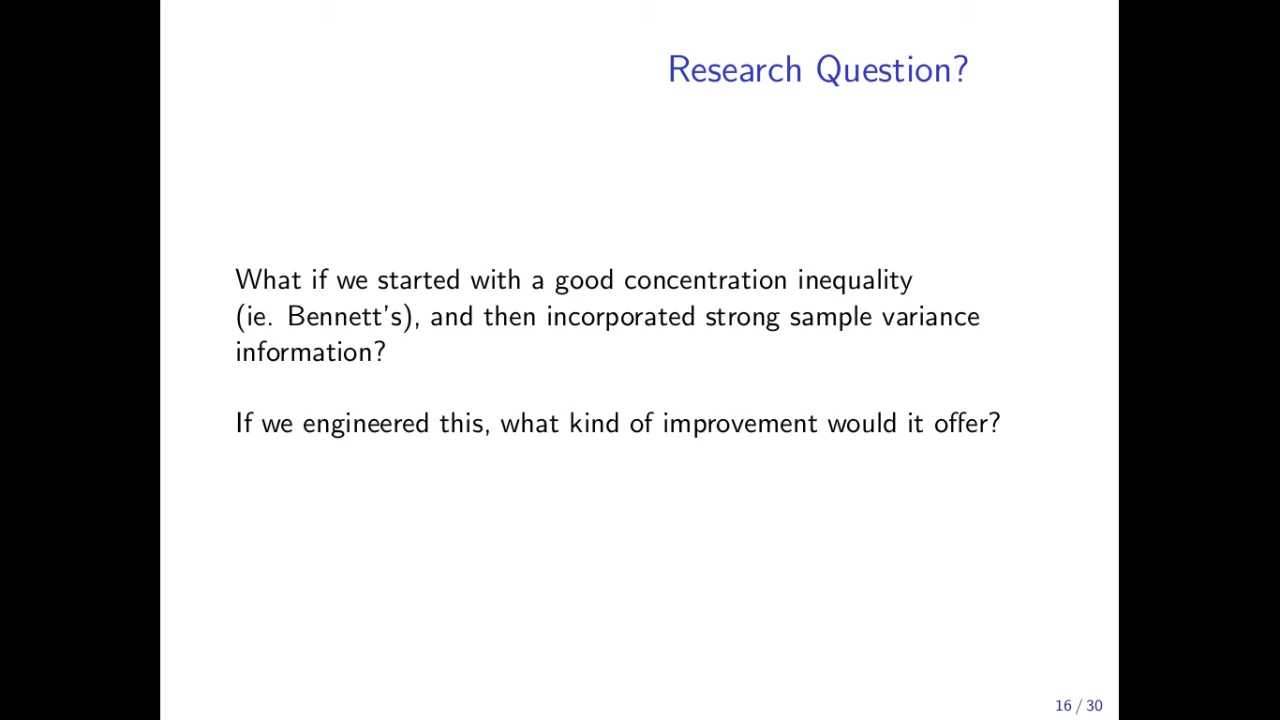 Research Question?
What if we started with a good concentration inequality
(ie. Bennett's), and then incorporated strong sample variance
information?
If we engineered this, what kind of improvement would it offer?
16 / 30